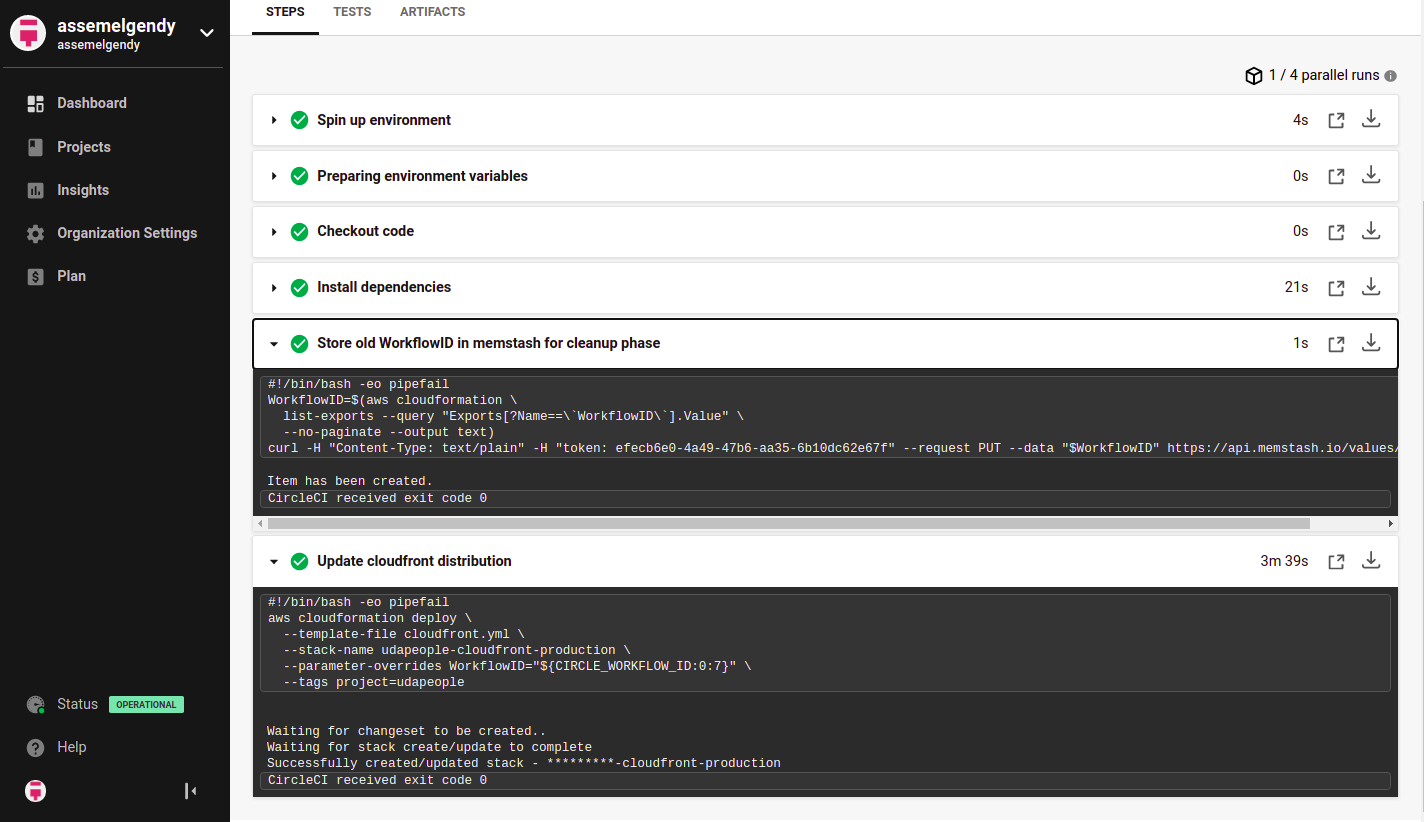 assemelgendy
assemelgendy
Dashboard
Projects
Insights
Organization Settings
Plan
Status OPERATIONAL
Help
STEPS TESTS ARTIFACTS
1 / 4 parallel runs
Spin up environment 4s
Preparing environment variables 0s
Checkout code 0s
Install dependencies 21s
Store old WorkflowID in memstash for cleanup phase 1s
#!/bin/bash -eo pipefail
WorkflowID=$(aws cloudformation \
list-exports --query "Exports[?Name==\`WorkflowID\`].Value" \
--no-paginate --output text)
curl -H "Content-Type: text/plain" -H "token: efecb6e0-4a49-47b6-aa35-6b10dc62e67f" --request PUT --data "$WorkflowID" https://api.memstash.io/values/
Item has been created.
CircleCI received exit code 0
Update cloudfront distribution 3m 39s
#!/bin/bash -eo pipefail
aws cloudformation deploy \
--template-file cloudfront.yml \
--stack-name udapeople-cloudfront-production \
--parameter-overrides WorkflowID="${CIRCLE_WORKFLOW_ID:0:7}" \
--tags project=udapeople
Waiting for changeset to be created..
Waiting for stack create/update to complete
Successfully created/updated stack - *********-cloudfront-production
CircleCI received exit code 0